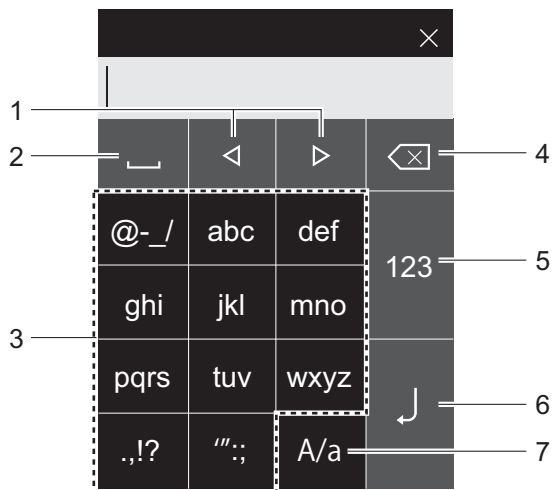 1
2
4
@-_/ abc def
123
5
ghi jkl mno
3
pqrs tuv wxyz
6
.,!? '":; A/a
7